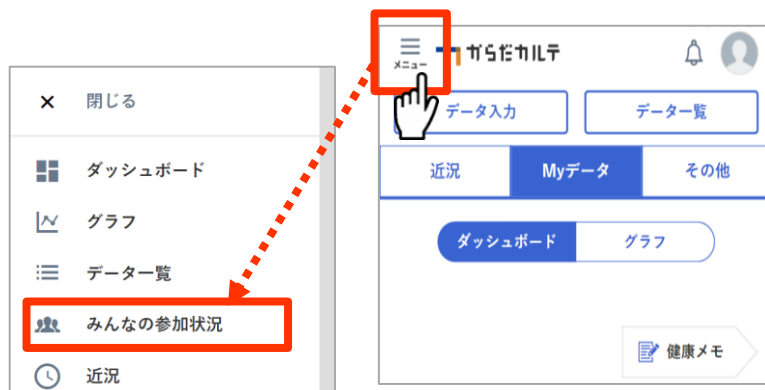 閉じる
ダッシュボード
グラフ
データ一覧
みんなの参加状況
近況
メニュー
からだカルテ
データ入力
データ一覧
近況
Myデータ
その他
ダッシュボード
グラフ
健康メモ